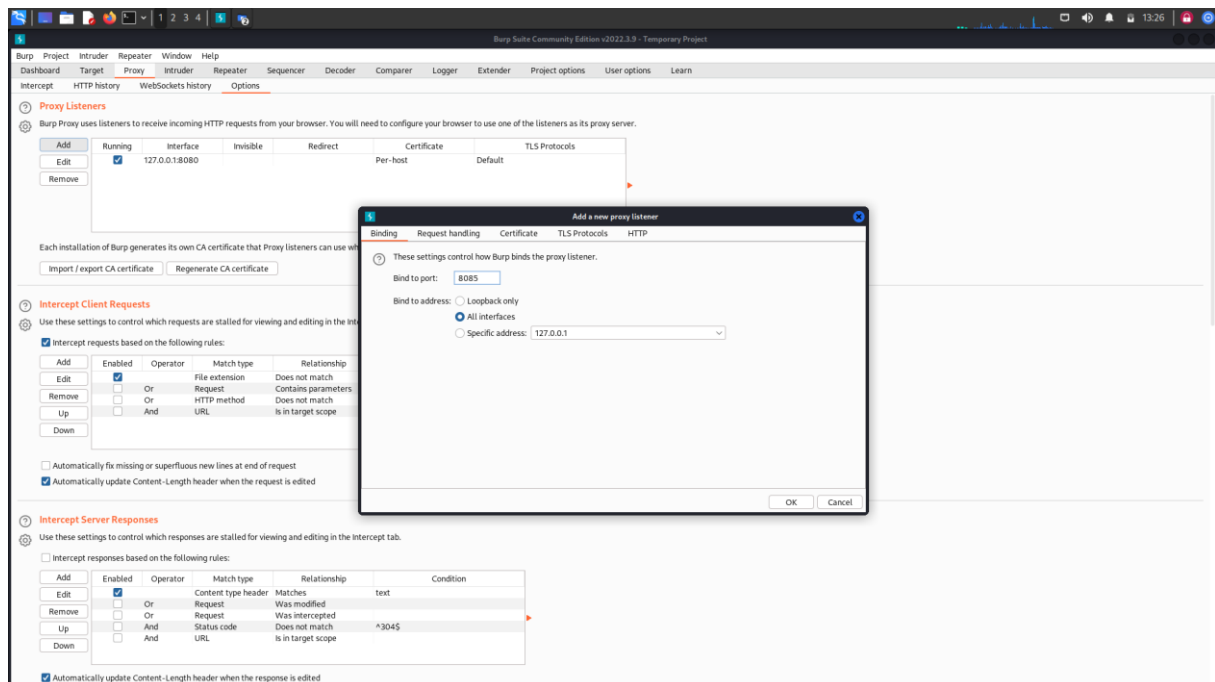 1 2 3 4
13:26
Burp Suite Community Edition v2022.3.9 - Temporary Project
Burp Project Intruder Repeater Window Help
Dashboard Target Proxy Intruder Repeater Sequencer Decoder Comparer Logger Extender Project options User options Learn
Intercept HTTP history WebSockets history Options
Proxy Listeners
Burp Proxy uses listeners to receive incoming HTTP requests from your browser. You will need to configure your browser to use one of the listeners as its proxy server.
Add Running Interface Invisible Redirect Certificate TLS Protocols
Edit 127.0.0.1:8080 Per-host Default
Remove
Each installation of Burp generates its own CA certificate that Proxy listeners can use wh
Import / export CA certificate Regenerate CA certificate
Add a new proxy listener
Binding Request handling Certificate TLS Protocols HTTP
These settings control how Burp binds the proxy listener.
Bind to port: 8085
Bind to address: Loopback only
All interfaces
Specific address: 127.0.0.1
OK Cancel
Intercept Client Requests
Use these settings to control which requests are stalled for viewing and editing in the Int
Intercept requests based on the following rules:
Add Enabled Operator Match type Relationship
Edit File extension Does not match
Remove Or Request Contains parameters
Or HTTP method Does not match
Up And URL Is in target scope
Down
Automatically fix missing or superfluous new lines at end of request
Automatically update Content-Length header when the request is edited
Intercept Server Responses
Use these settings to control which responses are stalled for viewing and editing in the Intercept tab.
Intercept responses based on the following rules:
Add Enabled Operator Match type Relationship Condition
Edit Content type header Matches text
Or Request Was modified
Remove Or Request Was intercepted
Up And Status code Does not match ^304$
Down And URL Is in target scope
Automatically update Content-Length header when the response is edited